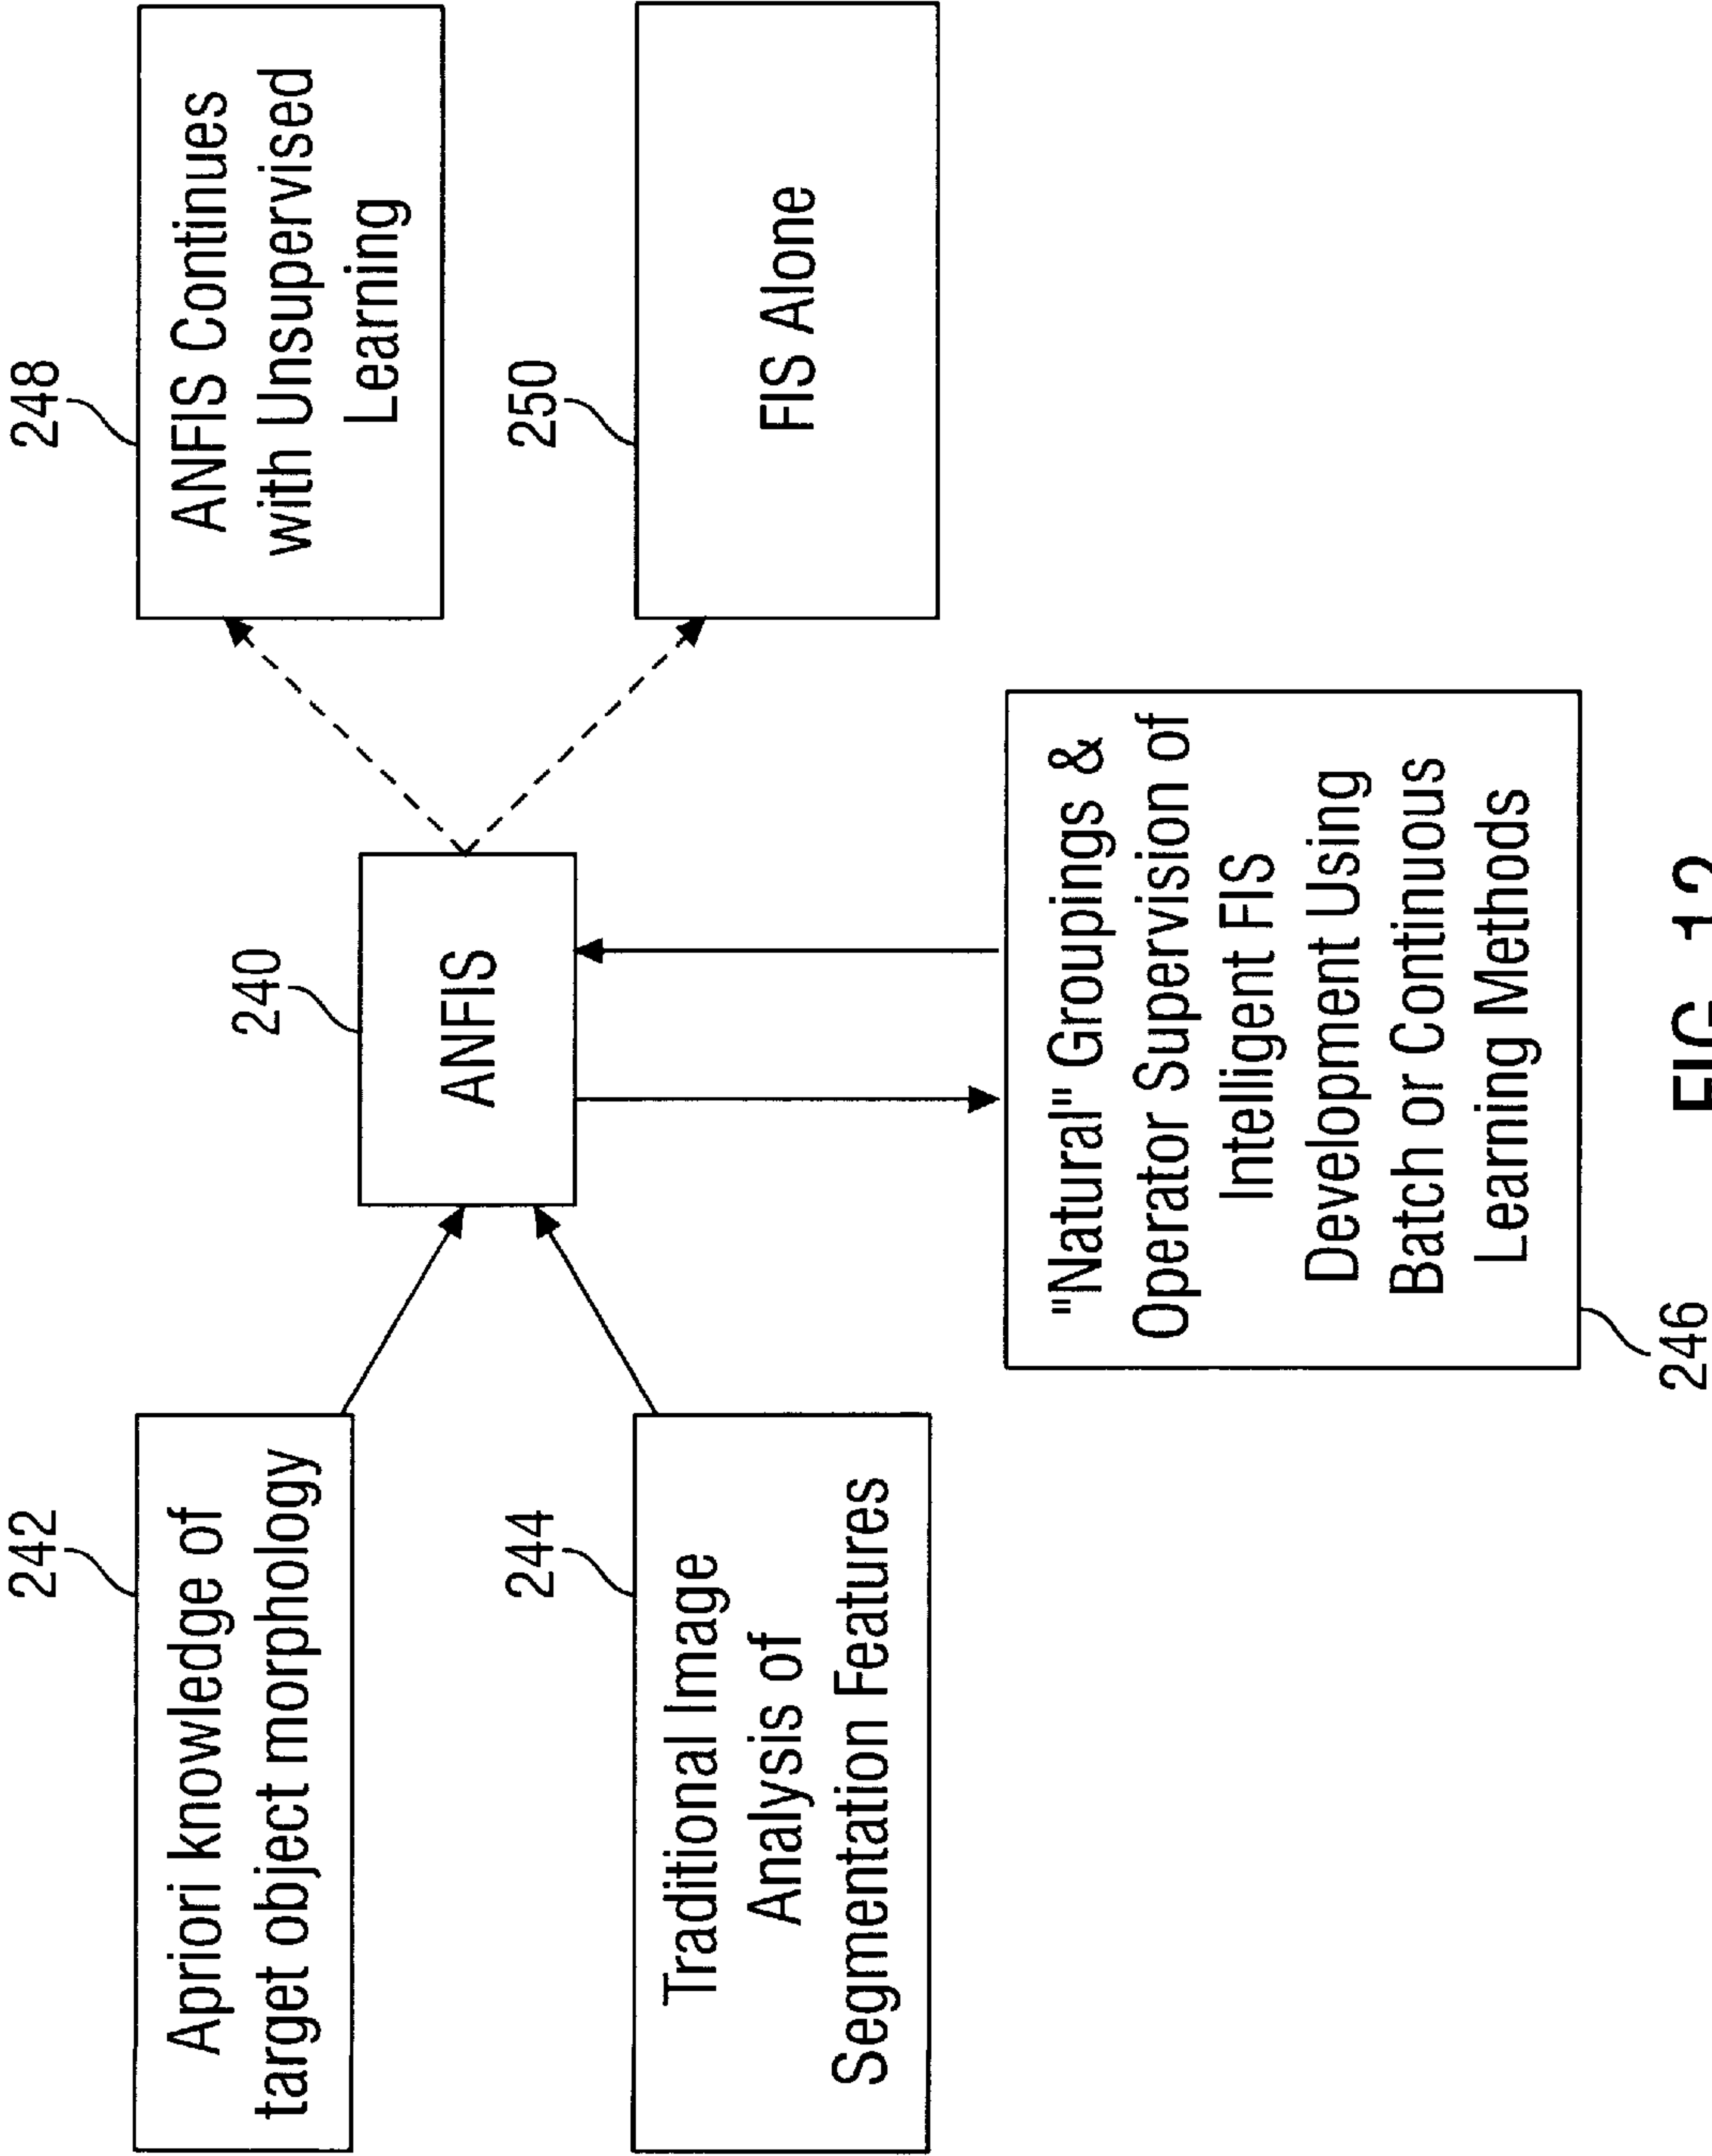 242
Apriori knowledge of
target object morphology
244
Traditional Image
Analysis of
Segmentation Features
240
ANFIS
248
ANFIS Continues
with Unsupervised
Learning
250
FIS Alone
"Natural" Groupings &
Operator Supervision of
Intelligent FIS
Development Using
Batch or Continuous
Learning Methods
246